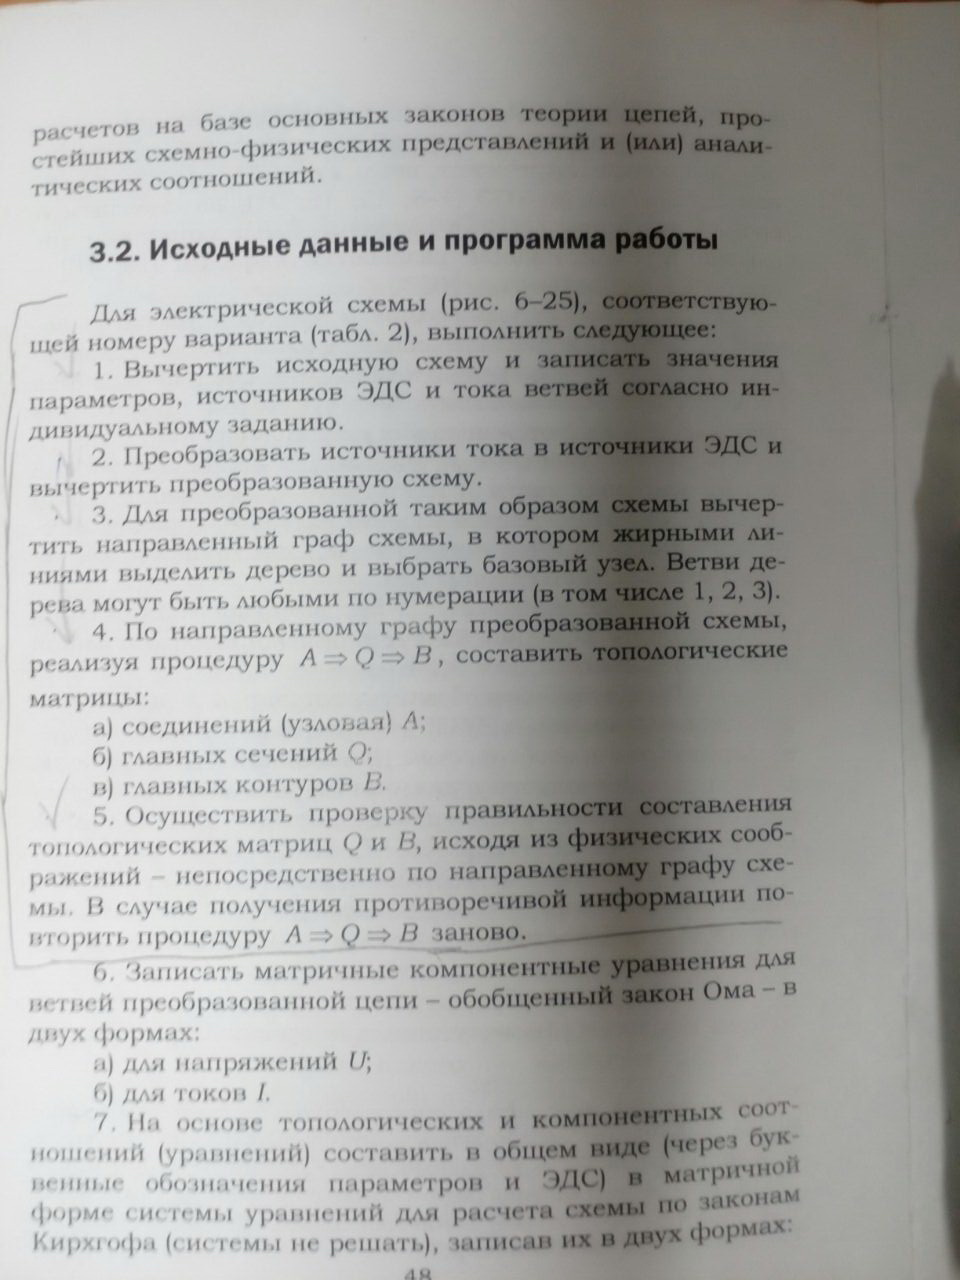 расчетов на базе основных законов теории цепей, про-
стейших схемно-физических представлений и (или) анали-
тических соотношений.
3.2. Исходные данные и программа работы
Для электрической схемы (рис. 6–25), соответствую-
щей номеру варианта (табл. 2), выполнить следующее:
1. Вычертить исходную схему и записать значения
параметров, источников ЭДС и тока ветвей согласно ин-
дивидуальному заданию.
2. Преобразовать источники тока в источники ЭДС и
вычертить преобразованную схему.
3. Для преобразованной таким образом схемы вычер-
тить направленный граф схемы, в котором жирными ли-
ниями выделить дерево и выбрать базовый узел. Ветви де-
рева могут быть любыми по нумерации (в том числе 1, 2, 3).
4. По направленному графу преобразованной схемы,
реализуя процедуру A ⇒ Q ⇒ B, составить топологические
матрицы:
а) соединений (узловая) A;
б) главных сечений Q;
в) главных контуров B.
5. Осуществить проверку правильности составления
топологических матриц Q и B, исходя из физических сооб-
ражений – непосредственно по направленному графу схе-
мы. В случае получения противоречивой информации по-
вторить процедуру A ⇒ Q ⇒ B заново.
6. Записать матричные компонентные уравнения для
ветвей преобразованной цепи – обобщенный закон Ома – в
двух формах:
а) для напряжений U;
б) для токов I.
7. На основе топологических и компонентных соот-
ношений (уравнений) составить в общем виде (через бук-
венные обозначения параметров и ЭДС) в матричной
форме системы уравнений для расчета схемы по законам
Кирхгофа (системы не решать), записав их в двух формах:
48